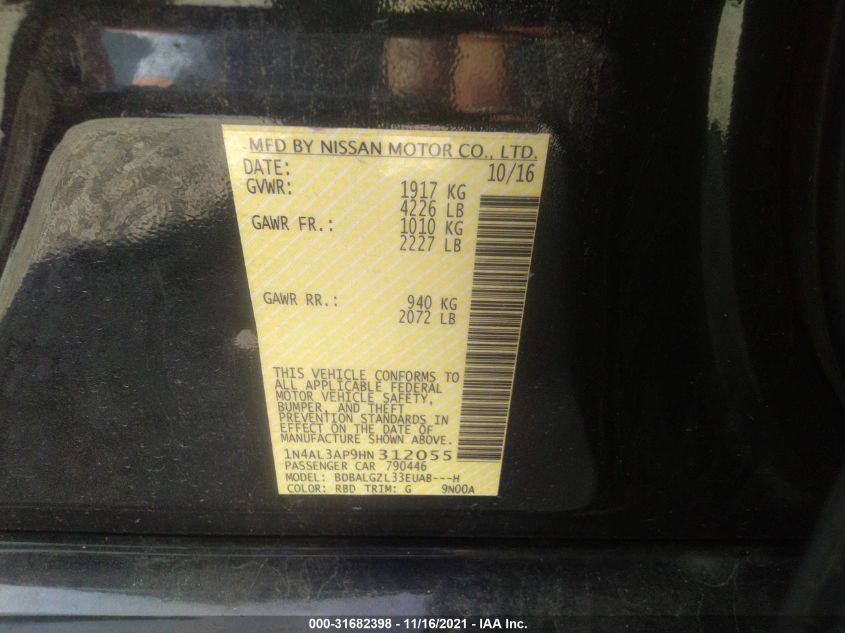 MFD BY NISSAN MOTOR CO., LTD.
DATE: 10/16
GVWR: 1917 KG
4226 LB
GAWR FR.: 1010 KG
2227 LB
GAWR RR.: 940 KG
2072 LB
THIS VEHICLE CONFORMS TO
ALL APPLICABLE FEDERAL
MOTOR VEHICLE SAFETY,
BUMPER, AND THEFT
PREVENTION STANDARDS IN
EFFECT ON THE DATE OF
MANUFACTURE SHOWN ABOVE.
1N4AL3AP9HN 312055
PASSENGER CAR 790446
MODEL: BDBALGZL33EUA8---H
COLOR: RBD TRIM: G 9N00A
000-31682398 - 11/16/2021 - IAA Inc.